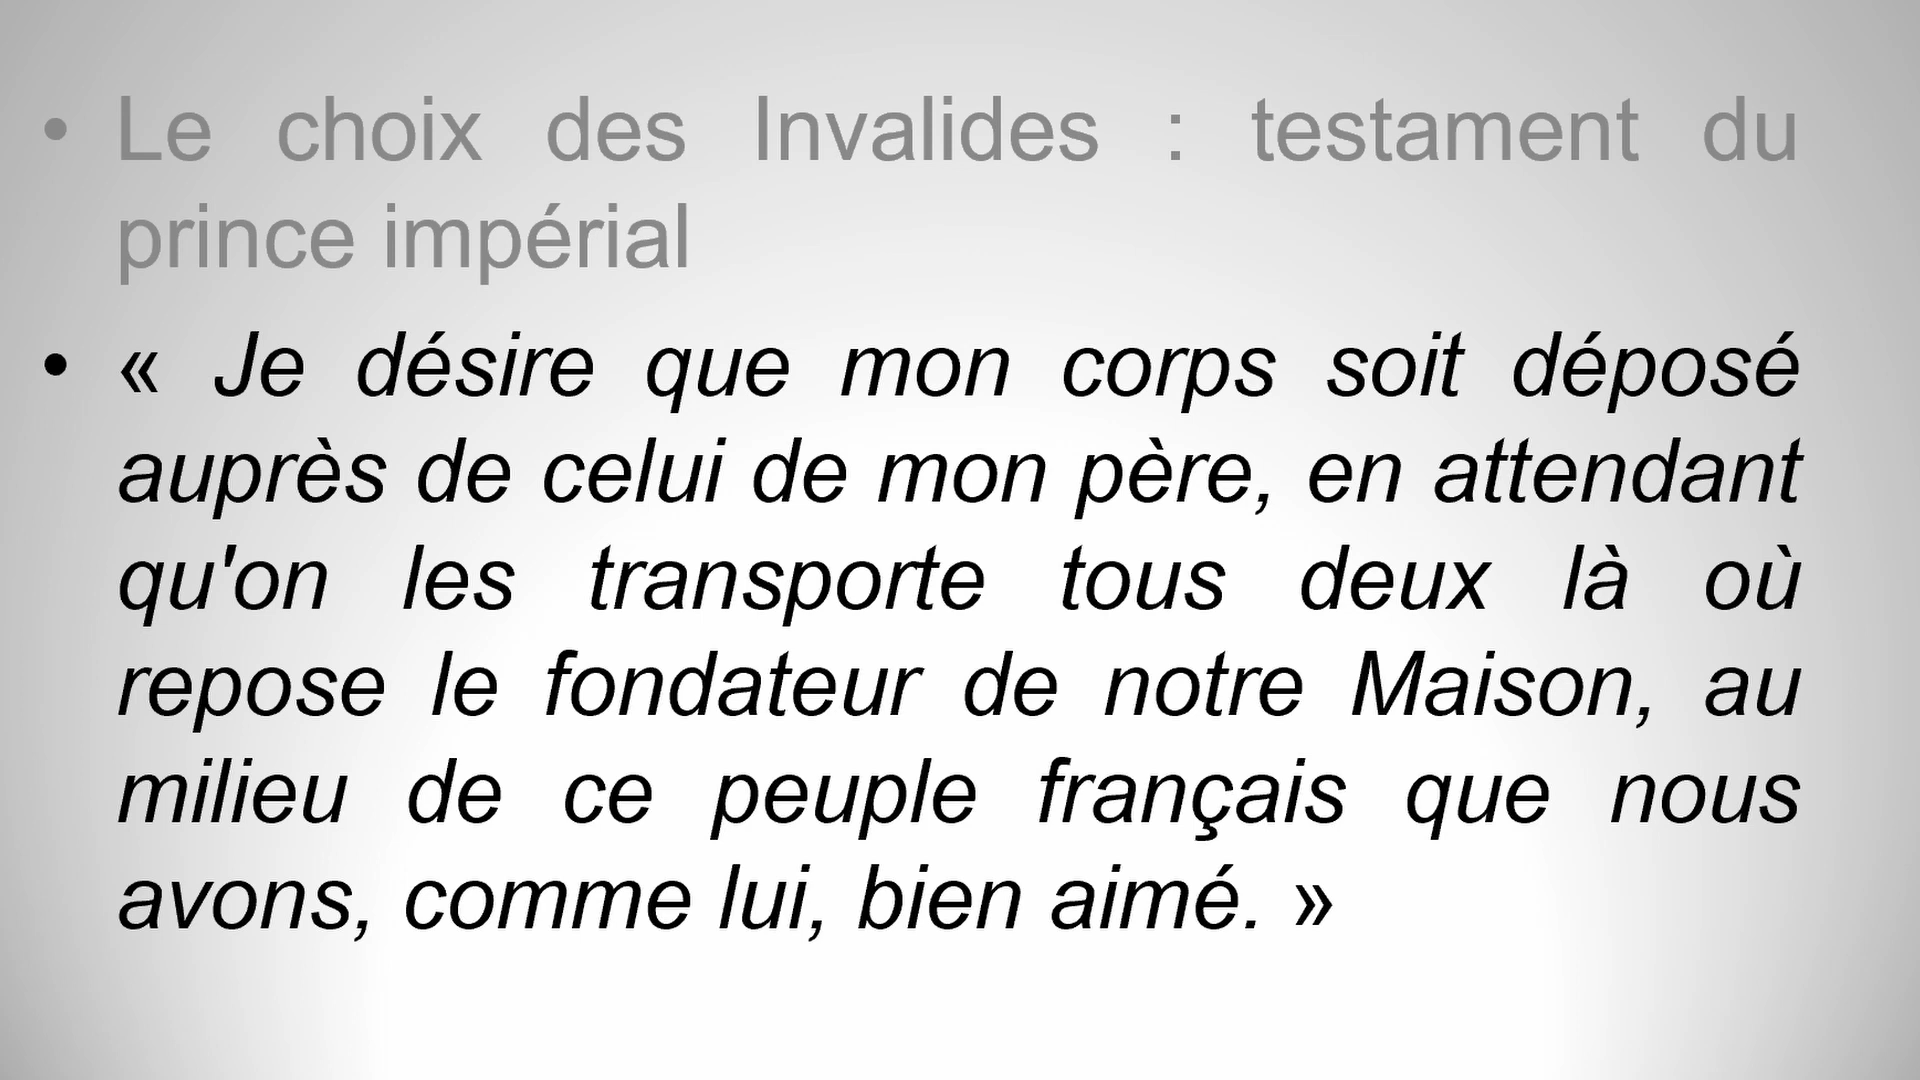 • Le choix des Invalides : testament du
prince impérial
• « Je désire que mon corps soit déposé
auprès de celui de mon père, en attendant
qu'on les transporte tous deux là où
repose le fondateur de notre Maison, au
milieu de ce peuple français que nous
avons, comme lui, bien aimé. »